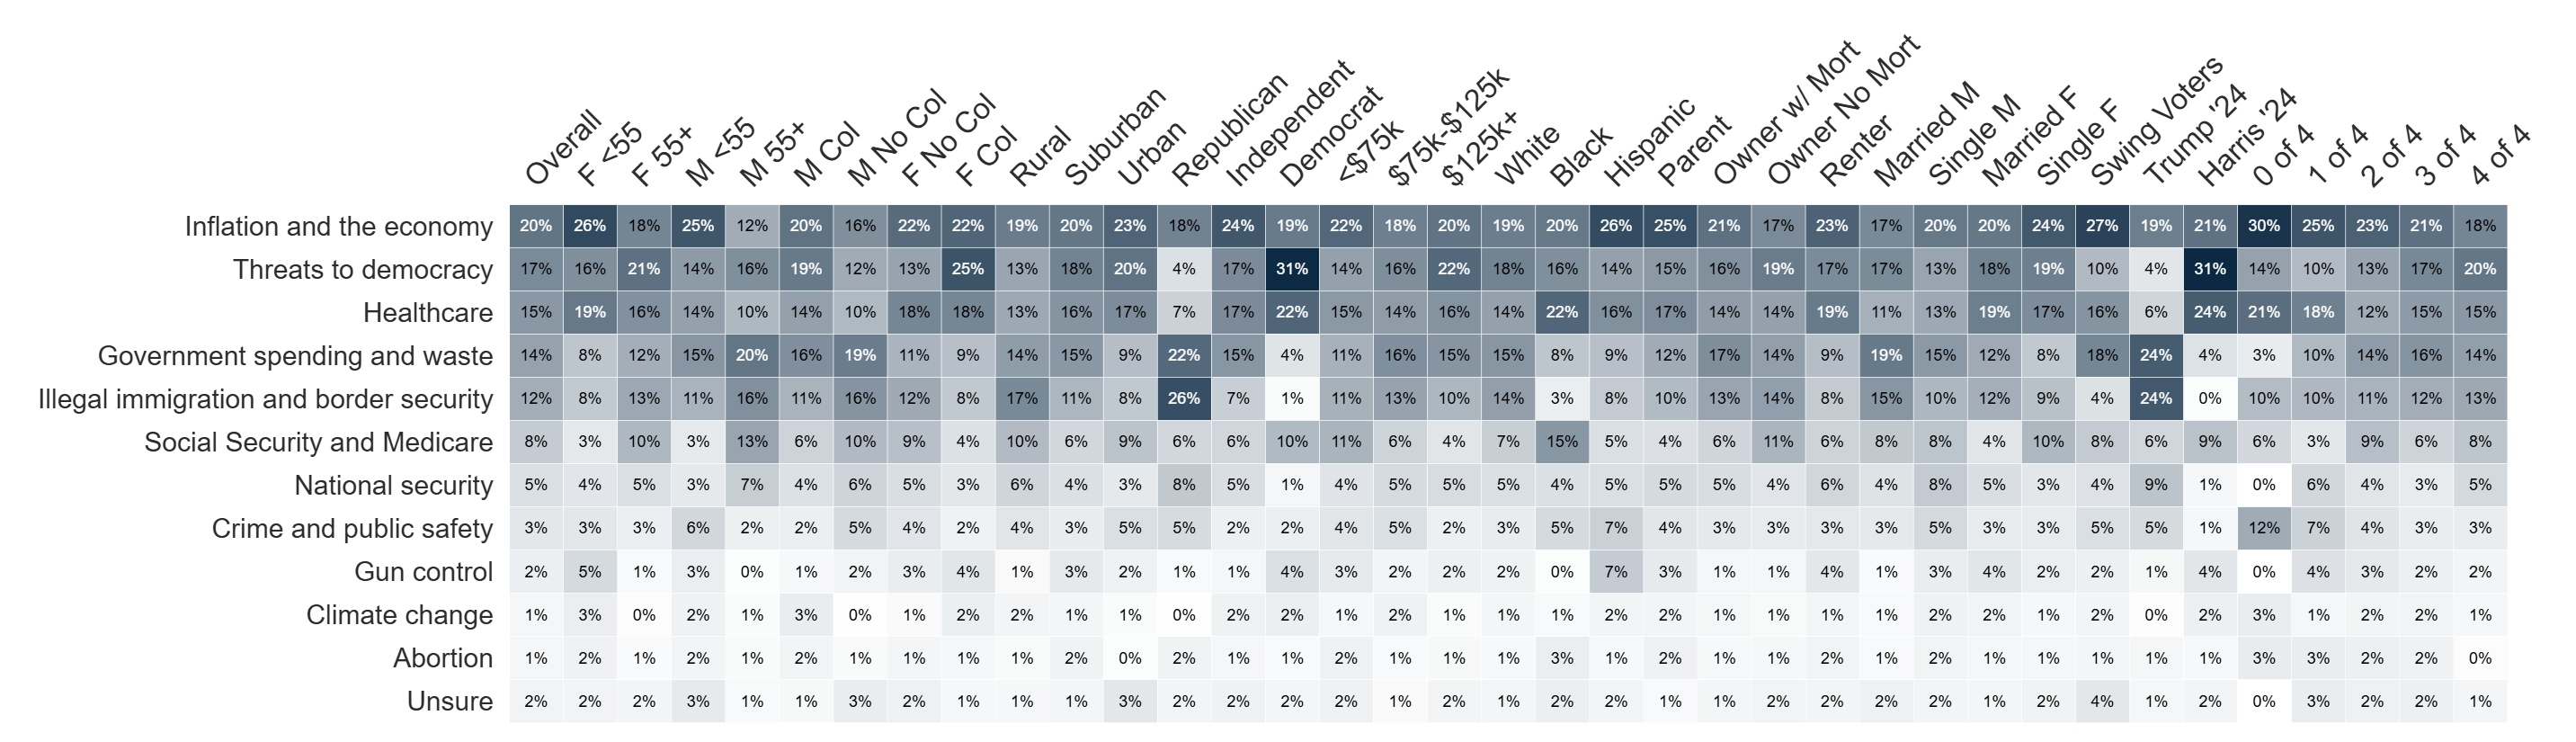 Overall F <55 F 55+ M <55 M 55+ M Col M No Col F No Col F Col Rural Suburban Urban Republican Independent Democrat <$75k $75k-$125k $125k+ White Black Hispanic Parent Owner w/ Mort Owner No Mort Renter Married M Single M Married F Single F Swing Voters Trump '24 Harris '24 0 of 4 1 of 4 2 of 4 3 of 4 4 of 4
Inflation and the economy 20% 26% 18% 25% 12% 20% 16% 22% 22% 19% 20% 23% 18% 24% 19% 22% 18% 20% 19% 20% 26% 25% 21% 17% 23% 17% 20% 20% 24% 27% 19% 21% 30% 25% 23% 21% 18%
Threats to democracy 17% 16% 21% 14% 16% 19% 12% 13% 25% 13% 18% 20% 4% 17% 31% 14% 16% 22% 18% 16% 14% 15% 16% 19% 17% 17% 13% 18% 19% 10% 4% 31% 14% 10% 13% 17% 20%
Healthcare 15% 19% 16% 14% 10% 14% 10% 18% 18% 13% 16% 17% 7% 17% 22% 15% 14% 16% 14% 22% 16% 17% 14% 14% 19% 11% 13% 19% 17% 16% 6% 24% 21% 18% 12% 15% 15%
Government spending and waste 14% 8% 12% 15% 20% 16% 19% 11% 9% 14% 15% 9% 22% 15% 4% 11% 16% 15% 15% 8% 9% 12% 17% 14% 9% 19% 15% 12% 8% 18% 24% 4% 3% 10% 14% 16% 14%
Illegal immigration and border security 12% 8% 13% 11% 16% 11% 16% 12% 8% 17% 11% 8% 26% 7% 1% 11% 13% 10% 14% 3% 8% 10% 13% 14% 8% 15% 10% 12% 9% 4% 24% 0% 10% 10% 11% 12% 13%
Social Security and Medicare 8% 3% 10% 3% 13% 6% 10% 9% 4% 10% 6% 9% 6% 6% 10% 11% 6% 4% 7% 15% 5% 4% 6% 11% 6% 8% 8% 4% 10% 8% 6% 9% 6% 3% 9% 6% 8%
National security 5% 4% 5% 3% 7% 4% 6% 5% 3% 6% 4% 3% 8% 5% 1% 4% 5% 5% 5% 4% 5% 5% 5% 4% 6% 4% 8% 5% 3% 4% 9% 1% 0% 6% 4% 3% 5%
Crime and public safety 3% 3% 3% 6% 2% 2% 5% 4% 2% 4% 3% 5% 5% 2% 2% 4% 5% 2% 3% 5% 7% 4% 3% 3% 3% 3% 5% 3% 3% 5% 5% 1% 12% 7% 4% 3% 3%
Gun control 2% 5% 1% 3% 0% 1% 2% 3% 4% 1% 3% 2% 1% 1% 4% 3% 2% 2% 2% 0% 7% 3% 1% 1% 4% 1% 3% 4% 2% 2% 1% 4% 0% 4% 3% 2% 2%
Climate change 1% 3% 0% 2% 1% 3% 0% 1% 2% 2% 1% 1% 0% 2% 2% 1% 2% 1% 1% 1% 2% 2% 1% 1% 1% 1% 2% 2% 1% 2% 0% 2% 3% 1% 2% 2% 1%
Abortion 1% 2% 1% 2% 1% 2% 1% 1% 1% 1% 2% 0% 2% 1% 1% 2% 1% 1% 1% 3% 1% 2% 1% 1% 2% 1% 2% 1% 1% 1% 1% 1% 3% 3% 2% 2% 0%
Unsure 2% 2% 2% 3% 1% 1% 3% 2% 1% 1% 1% 3% 2% 2% 2% 2% 1% 2% 1% 2% 2% 1% 1% 2% 2% 2% 2% 1% 2% 4% 1% 2% 0% 3% 2% 2% 1%